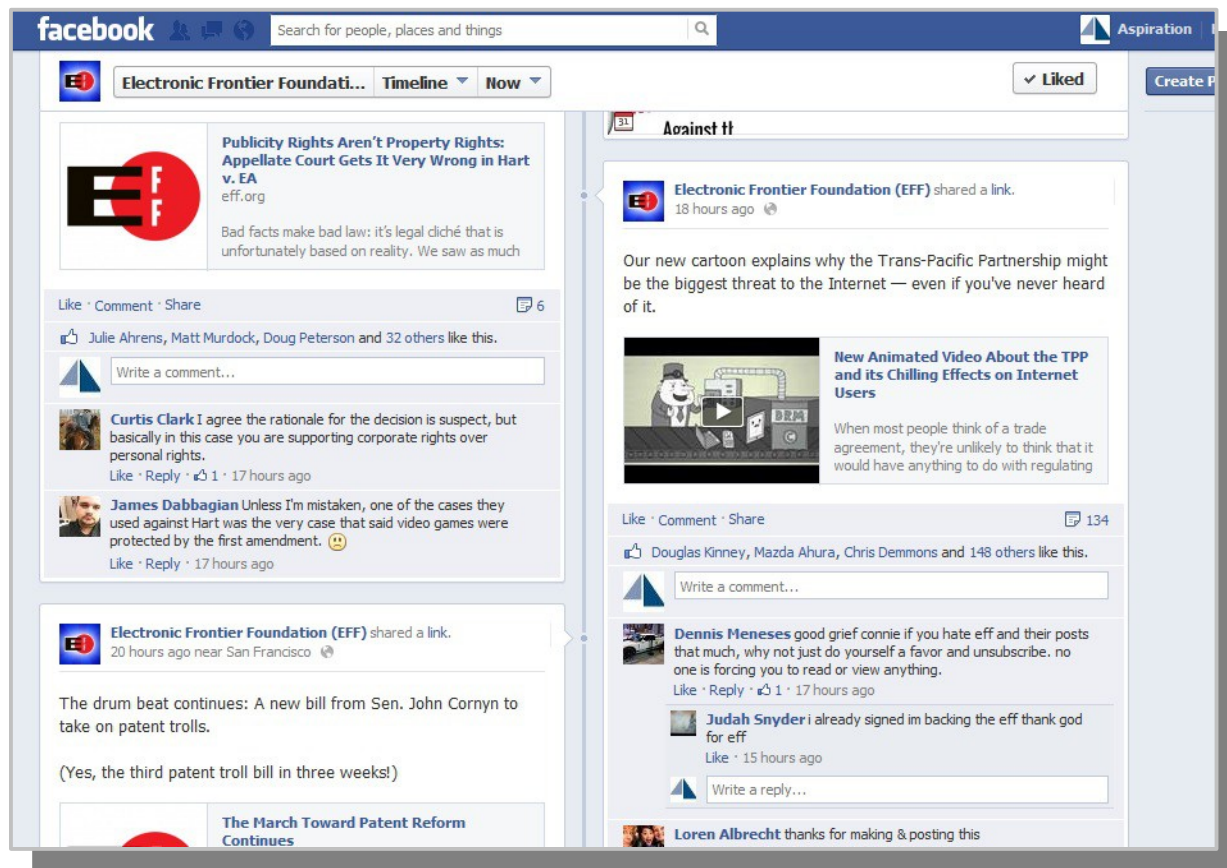 facebook
Search for people, places and things
Aspiration
Electronic Frontier Foundati... Timeline Now
✓ Liked
Create
Publicity Rights Aren't Property Rights:
Appellate Court Gets It Very Wrong in Hart
v. EA
eff.org
Bad facts make bad law: it's legal cliché that is
unfortunately based on reality. We saw as much
EFF
Like · Comment · Share 6
Julie Ahrens, Matt Murdock, Doug Peterson and 32 others like this.
Write a comment...
Curtis Clark I agree the rationale for the decision is suspect, but
basically in this case you are supporting corporate rights over
personal rights.
Like · Reply · 1 · 17 hours ago
James Dabbagian Unless I'm mistaken, one of the cases they
used against Hart was the very case that said video games were
protected by the first amendment.
Like · Reply · 17 hours ago
Electronic Frontier Foundation (EFF) shared a link.
20 hours ago near San Francisco
The drum beat continues: A new bill from Sen. John Cornyn to
take on patent trolls.
(Yes, the third patent troll bill in three weeks!)
The March Toward Patent Reform
Continues
31
Against
Electronic Frontier Foundation (EFF) shared a link.
18 hours ago
Our new cartoon explains why the Trans-Pacific Partnership might
be the biggest threat to the Internet — even if you've never heard
of it.
DRM
New Animated Video About the TPP
and its Chilling Effects on Internet
Users
When most people think of a trade
agreement, they're unlikely to think that it
would have anything to do with regulating
Like · Comment · Share 134
Douglas Kinney, Mazda Ahura, Chris Demmons and 148 others like this.
Write a comment...
Dennis Meneses good grief connie if you hate eff and their posts
that much, why not just do yourself a favor and unsubscribe. no
one is forcing you to read or view anything.
Like · Reply · 1 · 17 hours ago
Judah Snyder i already signed im backing the eff thank god
for eff
Like · 15 hours ago
Write a reply...
Loren Albrecht thanks for making & posting this